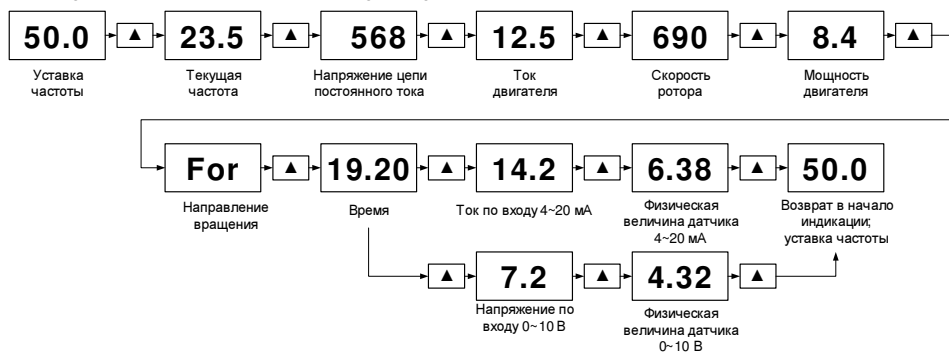 50.0 ▲ 23.5 ▲ 568 ▲ 12.5 ▲ 690 ▲ 8.4 ▲
Уставка
частоты
Текущая
частота
Напряжение цепи
постоянного тока
Ток
двигателя
Скорость
ротора
Мощность
двигателя
For ▲ 19.20 ▲ 14.2 ▲ 6.38 ▲ 50.0
Направление
вращения
Время
Ток по входу 4~20 мА
Физическая
величина датчика
4~20 мА
Возврат в начало
индикации;
уставка частоты
▲ 7.2 ▲ 4.32 ▲
Напряжение по
входу 0~10 В
Физическая
величина датчика
0~10 В